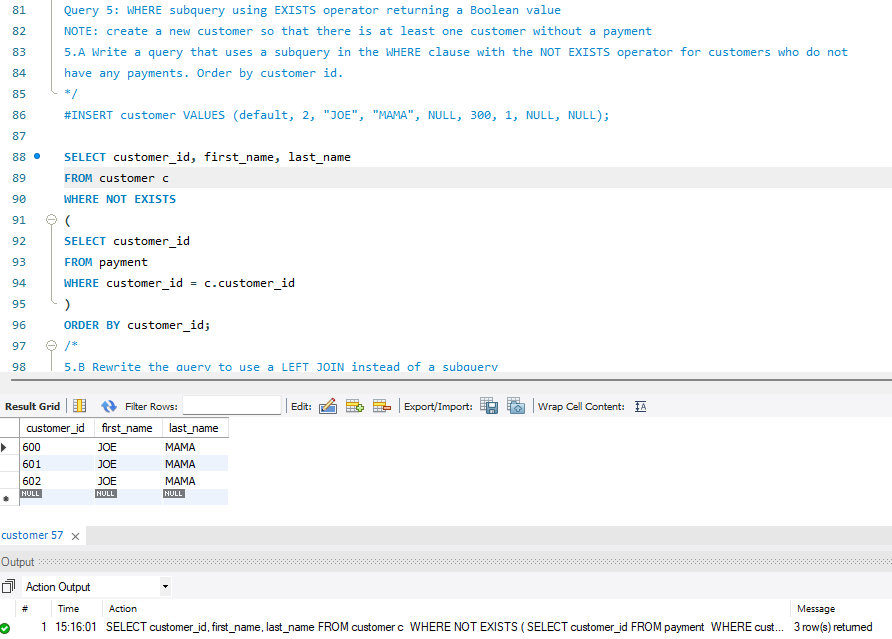 81 Query 5: WHERE subquery using EXISTS operator returning a Boolean value
82 NOTE: create a new customer so that there is at least one customer without a payment
83 5.A Write a query that uses a subquery in the WHERE clause with the NOT EXISTS operator for customers who do not
84 have any payments. Order by customer id.
85 */
86 #INSERT customer VALUES (default, 2, "JOE", "MAMA", NULL, 300, 1, NULL, NULL);
87
88 SELECT customer_id, first_name, last_name
89 FROM customer c
90 WHERE NOT EXISTS
91 (
92 SELECT customer_id
93 FROM payment
94 WHERE customer_id = c.customer_id
95 )
96 ORDER BY customer_id;
97 /*
98 5.B Rewrite the query to use a LEFT JOIN instead of a subquery
Result Grid Filter Rows: Edit: Export/Import: Wrap Cell Content: IA
customer_id first_name last_name
600 JOE MAMA
601 JOE MAMA
602 JOE MAMA
NULL NULL NULL
customer 57
Output
Action Output
# Time Action Message
1 15:16:01 SELECT customer_id, first_name, last_name FROM customer c WHERE NOT EXISTS ( SELECT customer_id FROM payment WHERE cust... 3 row(s) returned